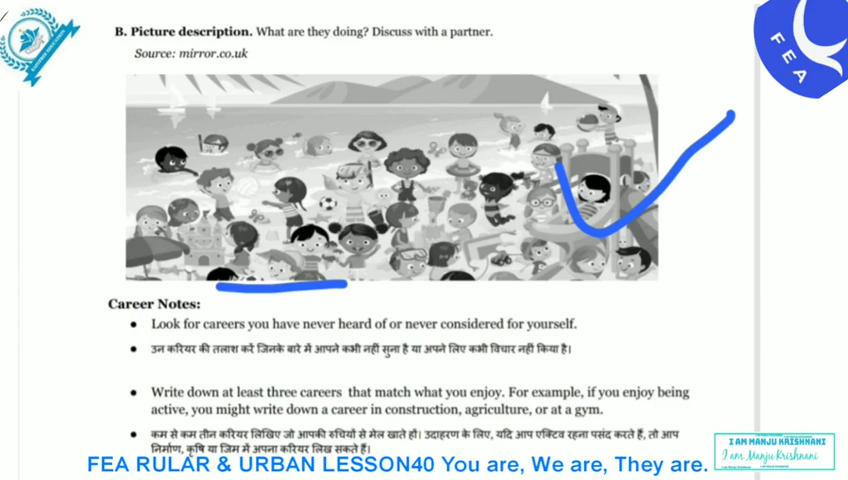 B. Picture description. What are they doing? Discuss with a partner.
Source: mirror.co.uk
FEA
Career Notes:
Look for careers you have never heard of or never considered for yourself.
उन करियर की तलाश करें जिनके बारे में आपने कभी नहीं सुना है या अपने लिए कभी विचार नहीं किया है।
Write down at least three careers that match what you enjoy. For example, if you enjoy being
active, you might write down a career in construction, agriculture, or at a gym.
कम से कम तीन करियर लिखिए जो आपकी रुचियों से मेल खाते हों। उदाहरण के लिए, यदि आप एक्टिव रहना पसंद करते हैं, तो आप
निर्माण, कृषि या जिम में अपना करियर लिख सकते हैं।
I AM MANJU KRISHNANI
I am Manju Krishnani
FEA RULAR & URBAN LESSON40 You are, We are, They are.